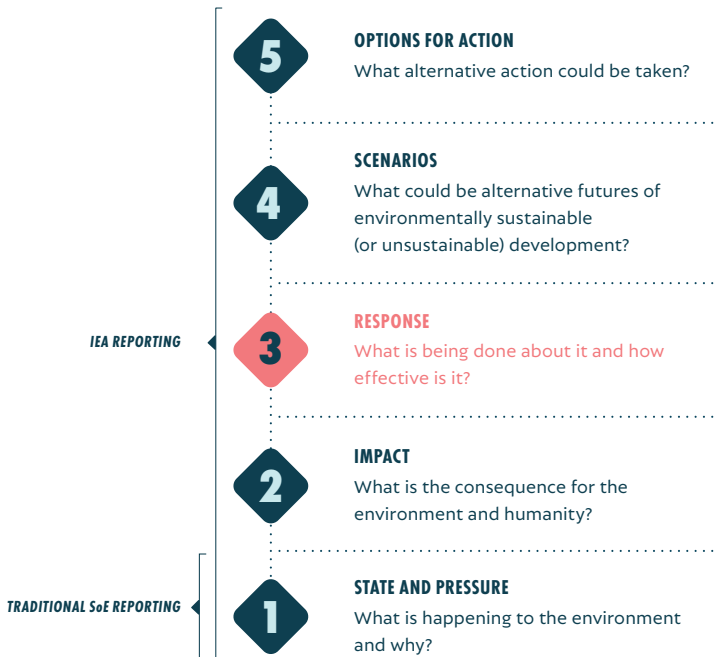 5
OPTIONS FOR ACTION
What alternative action could be taken?
4
SCENARIOS
What could be alternative futures of
environmentally sustainable
(or unsustainable) development?
IEA REPORTING
3
RESPONSE
What is being done about it and how
effective is it?
2
IMPACT
What is the consequence for the
environment and humanity?
TRADITIONAL SoE REPORTING
1
STATE AND PRESSURE
What is happening to the environment
and why?